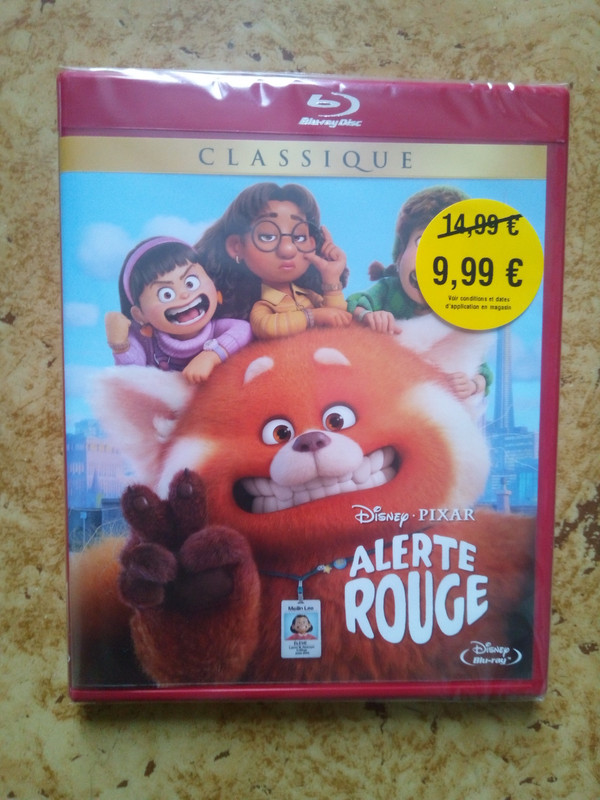 Blu-ray Disc
CLASSIQUE
14,99 €
9,99 €
Voir conditions et dates
d'application en magasin
Disney · PIXAR
ALERTE
ROUGE
Meilin Lee
Disney
Blu-ray™